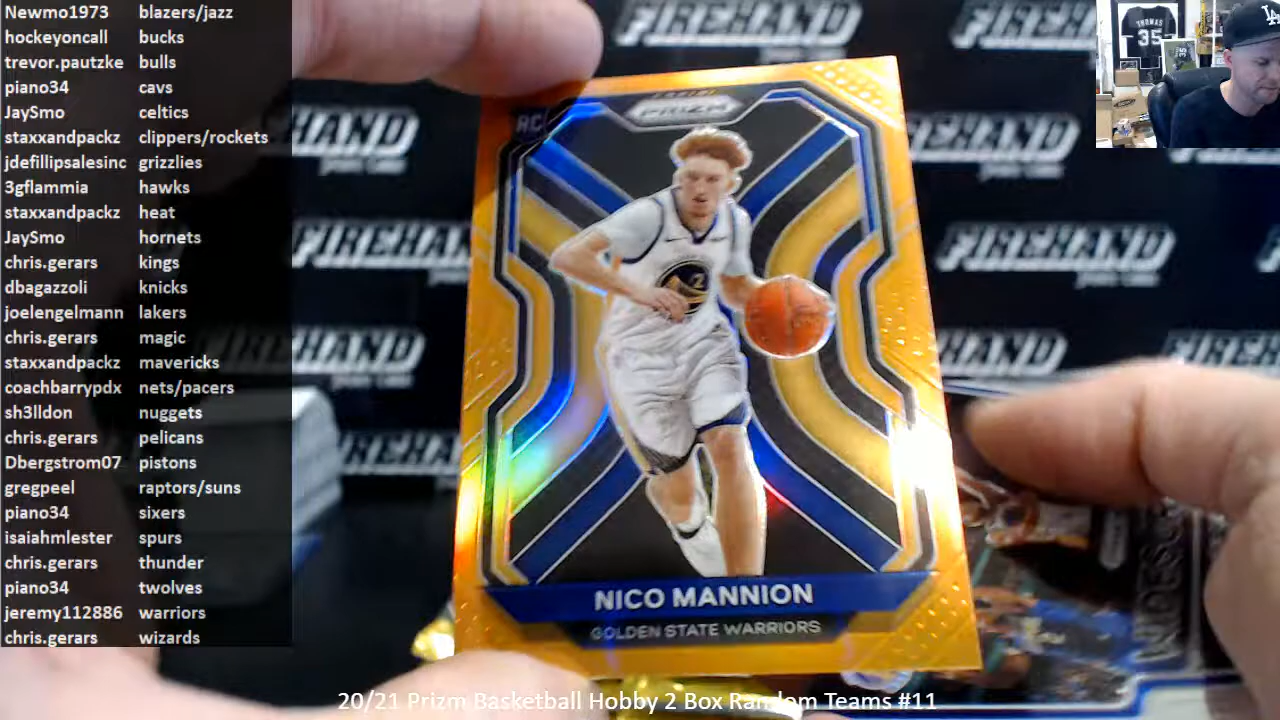 Newmo1973 blazers/jazz
hockeyoncall bucks
trevor.pautzke bulls
piano34 cavs
JaySmo celtics
staxxandpackz clippers/rockets
jdefillipsalesinc grizzlies
3gflammia hawks
staxxandpackz heat
JaySmo hornets
chris.gerars kings
dbagazzoli knicks
joelengelmann lakers
chris.gerars magic
staxxandpackz mavericks
coachbarrypdx nets/pacers
sh3lldon nuggets
chris.gerars pelicans
Dbergstrom07 pistons
gregpeel raptors/suns
piano34 sixers
isaiahmlester spurs
chris.gerars thunder
piano34 twolves
jeremy112886 warriors
chris.gerars wizards
FIREHAND
THOMAS
35
LA
PRIZM
RC
2
NICO MANNION
GOLDEN STATE WARRIORS
20/21 Prizm Basketball Hobby 2 Box Random Teams #11